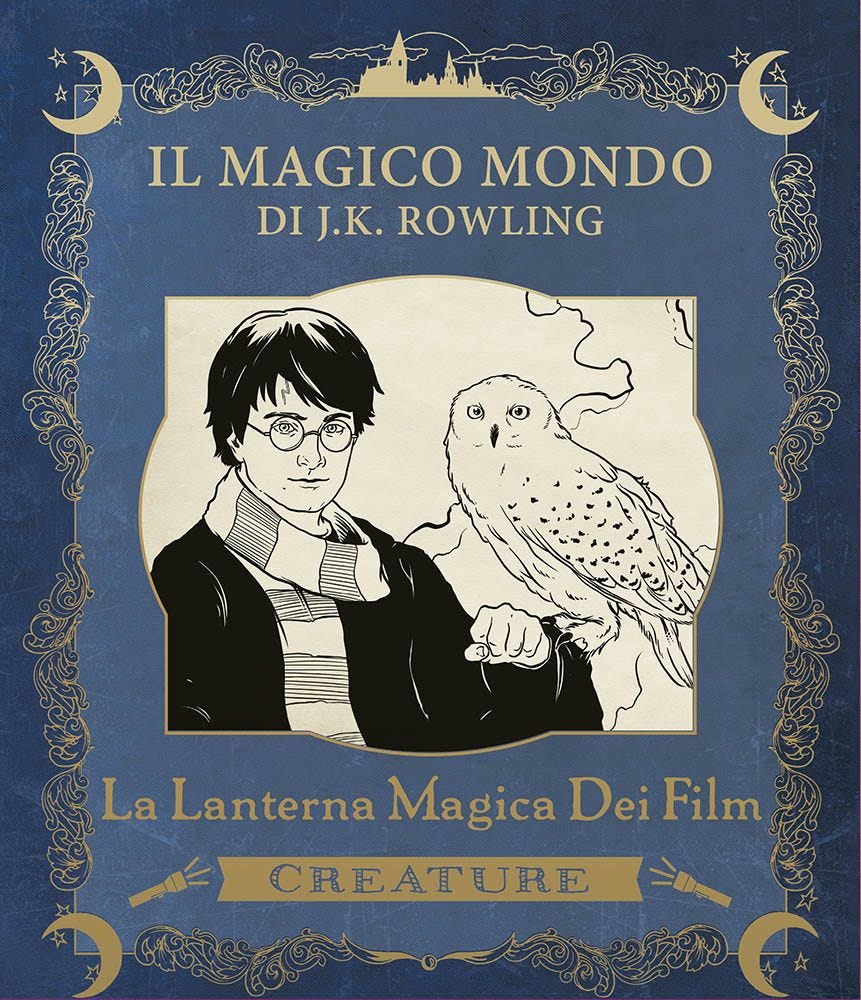 IL MAGICO MONDO
DI J.K. ROWLING
La Lanterna Magica Dei Film
CREATURE